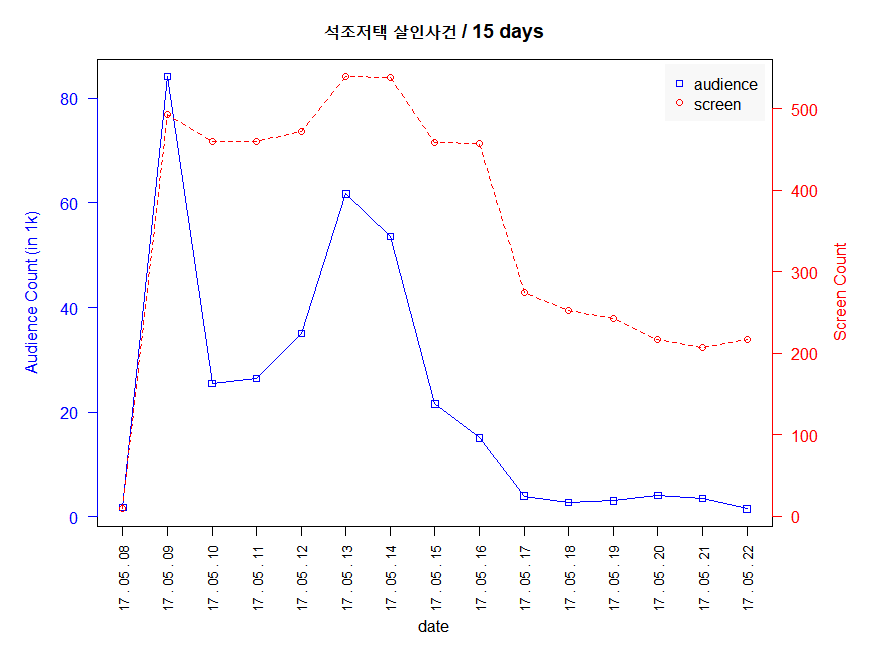 석조저택 살인사건 / 15 days
audience
screen
Audience Count (in 1k)
80
60
40
20
0
500
400
300
200
100
0
Screen Count
17 . 05 . 08
17 . 05 . 09
17 . 05 . 10
17 . 05 . 11
17 . 05 . 12
17 . 05 . 13
17 . 05 . 14
17 . 05 . 15
17 . 05 . 16
17 . 05 . 17
17 . 05 . 18
17 . 05 . 19
17 . 05 . 20
17 . 05 . 21
17 . 05 . 22
date